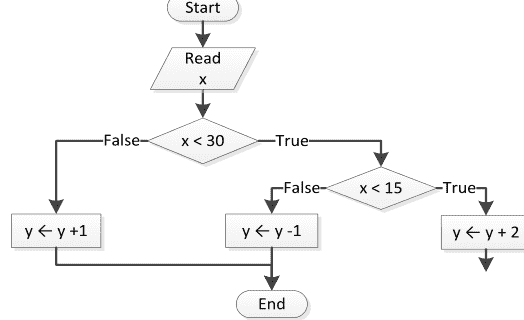 Start
Read
x
x < 30
False
True
x < 15
False
True
y ← y +1
y ← y -1
y ← y + 2
End